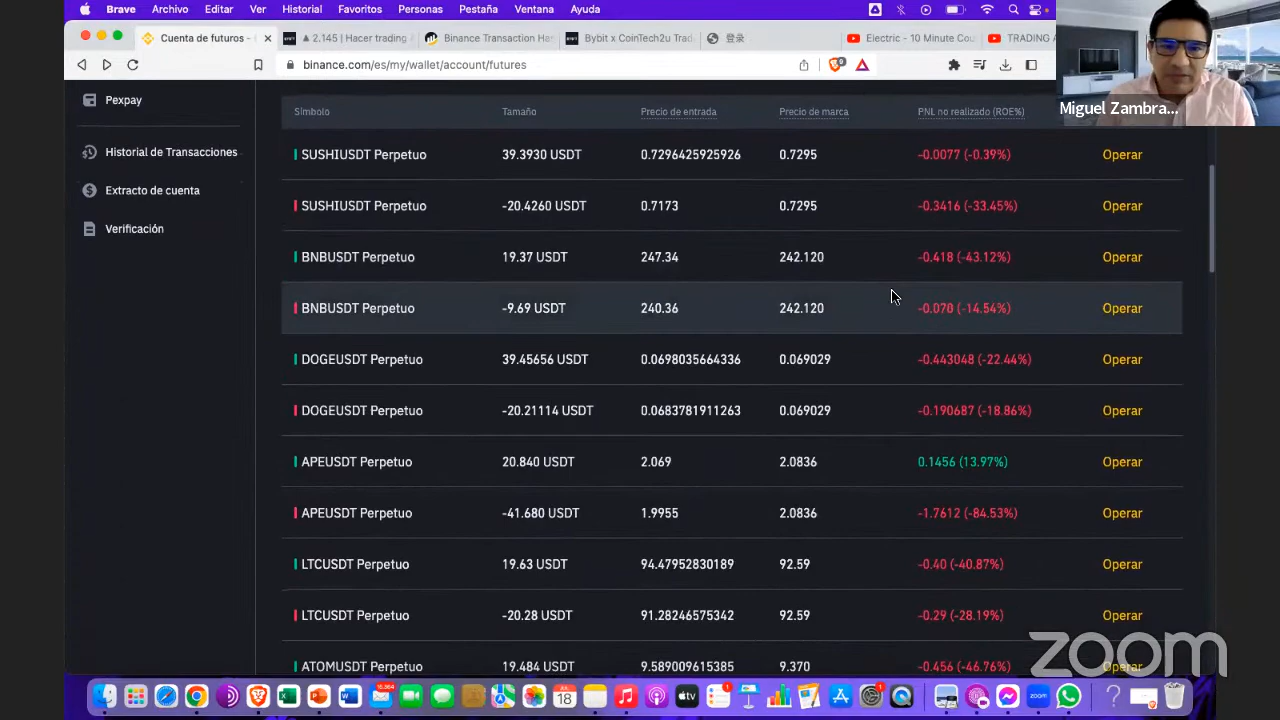 Brave Archivo Editar Ver Historial Favoritos Personas Pestaña Ventana Ayuda
Cuenta de futuros -
▲ 2.145 | Hacer trading
Binance Transaction His
Bybit x CoinTech2u Trad
登录
Electric - 10 Minute Cou
TRADING A
binance.com/es/my/wallet/account/futures
Miguel Zambra...
Pexpay
Historial de Transacciones
Extracto de cuenta
Verificación
Símbolo Tamaño Precio de entrada Precio de marca PNL no realizado (ROE%)
SUSHIUSDT Perpetuo 39.3930 USDT 0.7296425925926 0.7295 -0.0077 (-0.39%) Operar
SUSHIUSDT Perpetuo -20.4260 USDT 0.7173 0.7295 -0.3416 (-33.45%) Operar
BNBUSDT Perpetuo 19.37 USDT 247.34 242.120 -0.418 (-43.12%) Operar
BNBUSDT Perpetuo -9.69 USDT 240.36 242.120 -0.070 (-14.54%) Operar
DOGEUSDT Perpetuo 39.45656 USDT 0.0698035664336 0.069029 -0.443048 (-22.44%) Operar
DOGEUSDT Perpetuo -20.21114 USDT 0.0683781911263 0.069029 -0.190687 (-18.86%) Operar
APEUSDT Perpetuo 20.840 USDT 2.069 2.0836 0.1456 (13.97%) Operar
APEUSDT Perpetuo -41.680 USDT 1.9955 2.0836 -1.7612 (-84.53%) Operar
LTCUSDT Perpetuo 19.63 USDT 94.47952830189 92.59 -0.40 (-40.87%) Operar
LTCUSDT Perpetuo -20.28 USDT 91.28246575342 92.59 -0.29 (-28.19%) Operar
ATOMUSDT Perpetuo 19.484 USDT 9.589009615385 9.370 -0.456 (-46.76%) Operar
zoom
JUL
18
tv
zoom